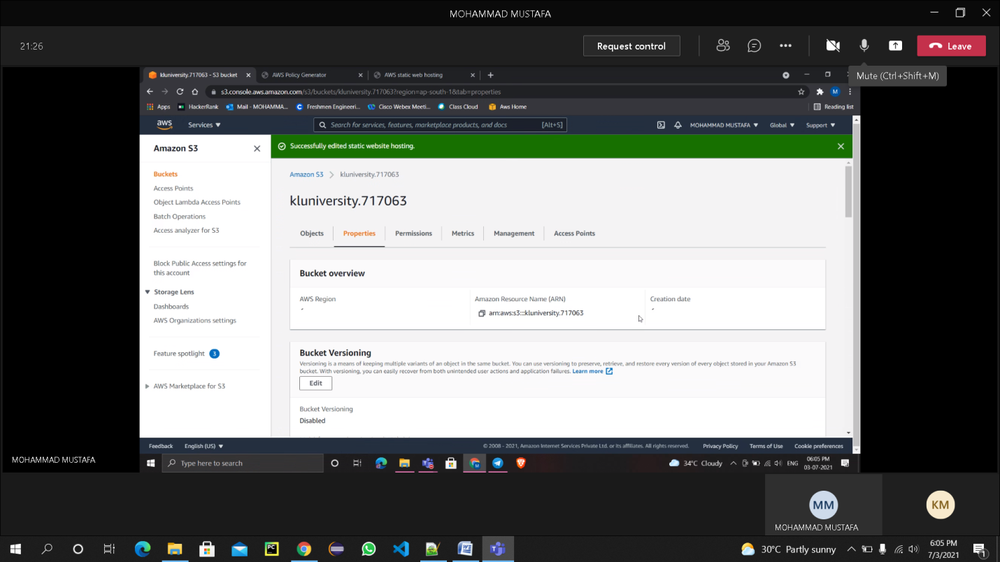 MOHAMMAD MUSTAFA
21:26
Request control
Leave
Mute (Ctrl+Shift+M)
kluniversity.717063 - S3 bucket
AWS Policy Generator
AWS static web hosting
s3.console.aws.amazon.com/s3/buckets/kluniversity.717063?region=ap-south-1&tab=properties
M
Apps
HackerRank
Mail - MOHAMMA...
Freshmen Engineeri...
Cisco Webex Meeti...
Class Cloud
Aws Home
Reading list
aws
Services
Search for services, features, marketplace products, and docs
[Alt+S]
MOHAMMAD MUSTAFA
Global
Support
Amazon S3
Successfully edited static website hosting.
Buckets
Access Points
Object Lambda Access Points
Batch Operations
Access analyzer for S3
Block Public Access settings for
this account
Storage Lens
Dashboards
AWS Organizations settings
Feature spotlight 3
AWS Marketplace for S3
Amazon S3
kluniversity.717063
kluniversity.717063
Objects
Properties
Permissions
Metrics
Management
Access Points
Bucket overview
AWS Region
Amazon Resource Name (ARN)
arn:aws:s3:::kluniversity.717063
Creation date
Bucket Versioning
Versioning is a means of keeping multiple variants of an object in the same bucket. You can use versioning to preserve, retrieve, and restore every version of every object stored in your Amazon S3
bucket. With versioning, you can easily recover from both unintended user actions and application failures. Learn more
Edit
Bucket Versioning
Disabled
Feedback
English (US)
© 2008 - 2021, Amazon Internet Services Private Ltd. or its affiliates. All rights reserved.
Privacy Policy
Terms of Use
Cookie preferences
MOHAMMAD MUSTAFA
Type here to search
34°C Cloudy
ENG
06:05 PM
03-07-2021
MM
MOHAMMAD MUSTAFA
KM
PC
30°C Partly sunny
6:05 PM
7/3/2021
1